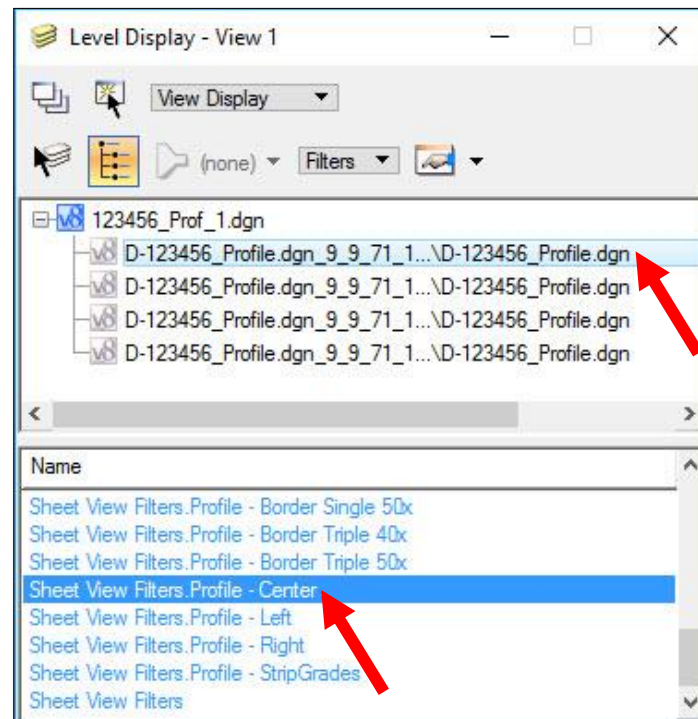 Level Display - View 1
View Display
(none) Filters
123456_Prof_1.dgn
D-123456_Profile.dgn_9_9_71_1...\D-123456_Profile.dgn
D-123456_Profile.dgn_9_9_71_1...\D-123456_Profile.dgn
D-123456_Profile.dgn_9_9_71_1...\D-123456_Profile.dgn
D-123456_Profile.dgn_9_9_71_1...\D-123456_Profile.dgn
Name
Sheet View Filters.Profile - Border Single 50x
Sheet View Filters.Profile - Border Triple 40x
Sheet View Filters.Profile - Border Triple 50x
Sheet View Filters.Profile - Center
Sheet View Filters.Profile - Left
Sheet View Filters.Profile - Right
Sheet View Filters.Profile - StripGrades
Sheet View Filters